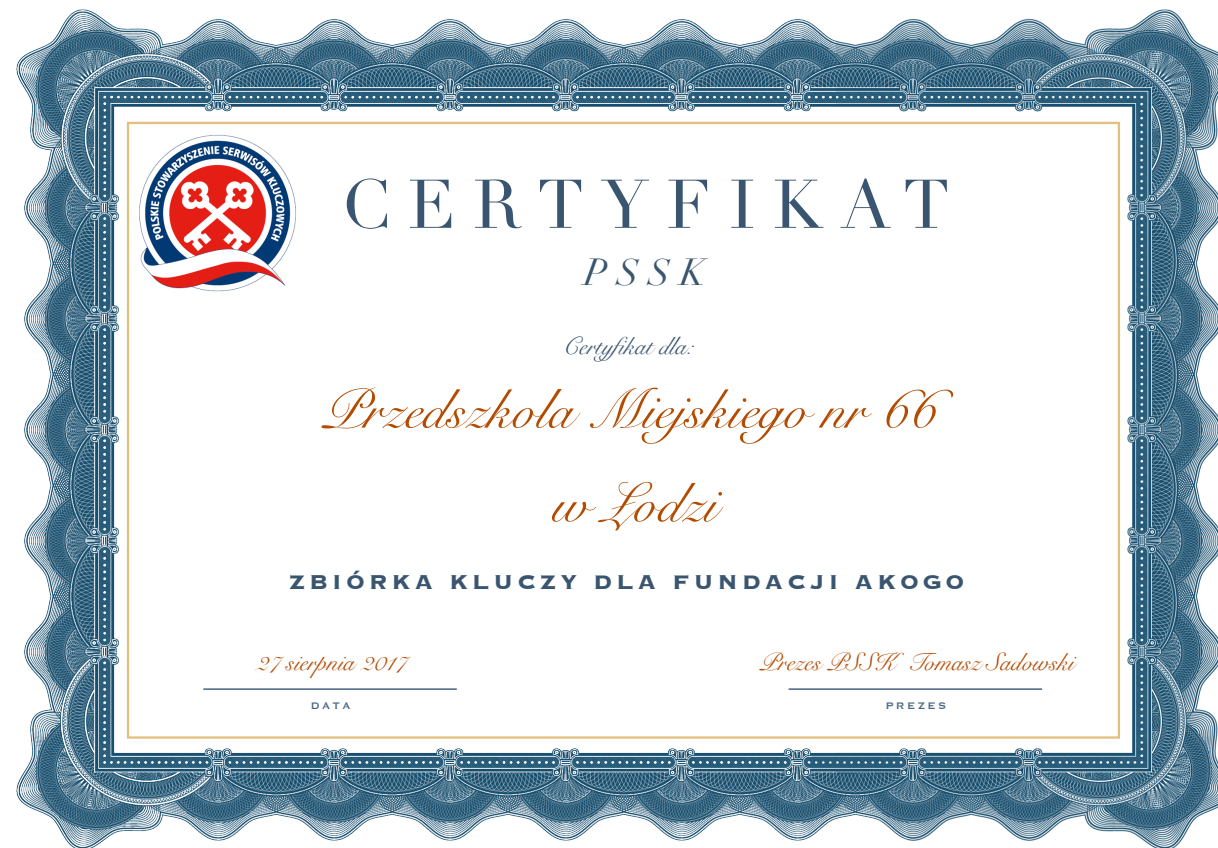 POLSKIE STOWARZYSZENIE SERWISÓW KLUCZOWYCH
CERTYFIKAT
PSSK
Certyfikat dla:
Przedszkola Miejskiego nr 66
w Łodzi
ZBIÓRKA KLUCZY DLA FUNDACJI AKOGO
27 sierpnia 2017
Prezes PSSK Tomasz Sadowski
DATA
PREZES